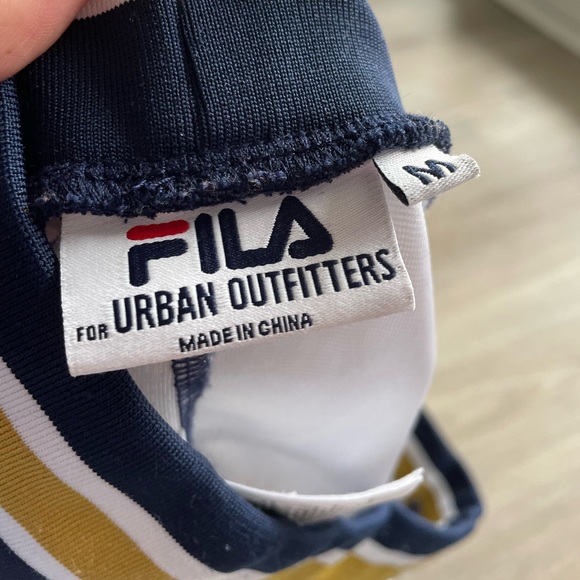 FILA
FOR URBAN OUTFITTERS
MADE IN CHINA
M